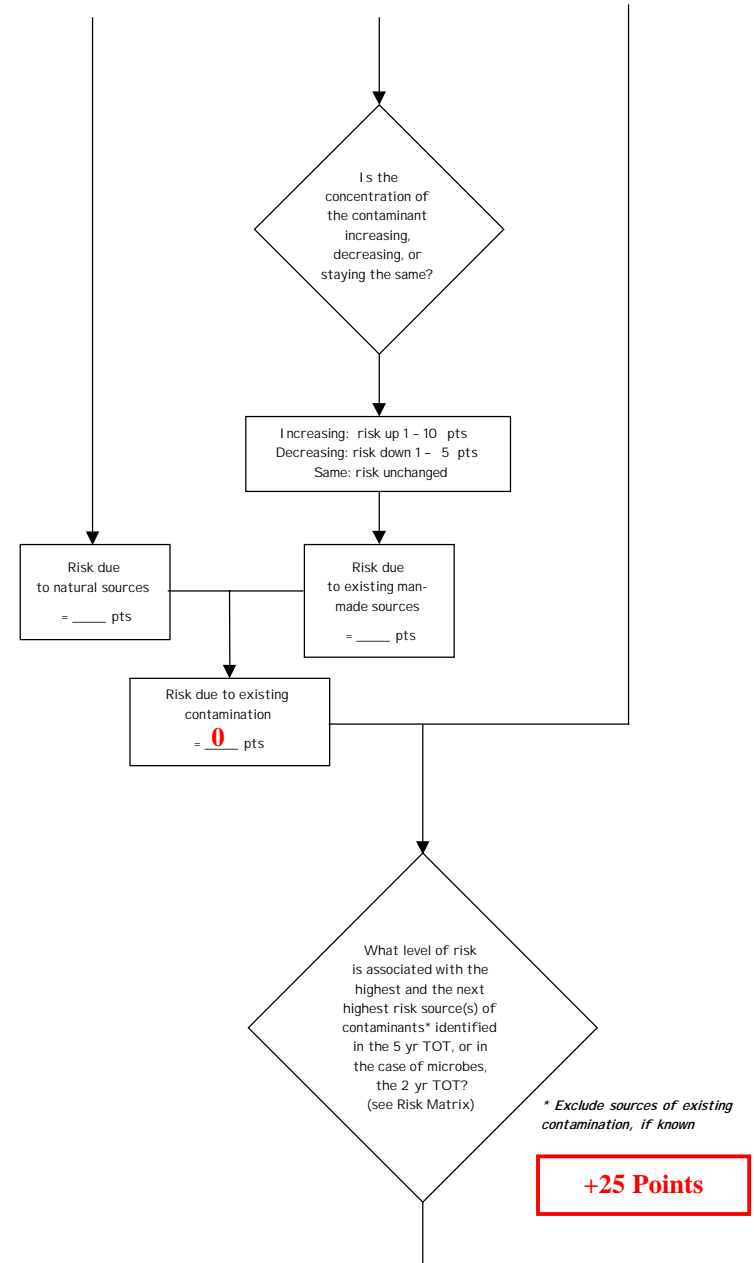 Is the
concentration of
the contaminant
increasing,
decreasing, or
staying the same?
Increasing: risk up 1 – 10 pts
Decreasing: risk down 1 – 5 pts
Same: risk unchanged
Risk due
to natural sources
= _____ pts
Risk due
to existing man-
made sources
= _____ pts
Risk due to existing
contamination
= __0__ pts
What level of risk
is associated with the
highest and the next
highest risk source(s) of
contaminants* identified
in the 5 yr TOT, or in
the case of microbes,
the 2 yr TOT?
(see Risk Matrix)
* Exclude sources of existing
contamination, if known
+25 Points